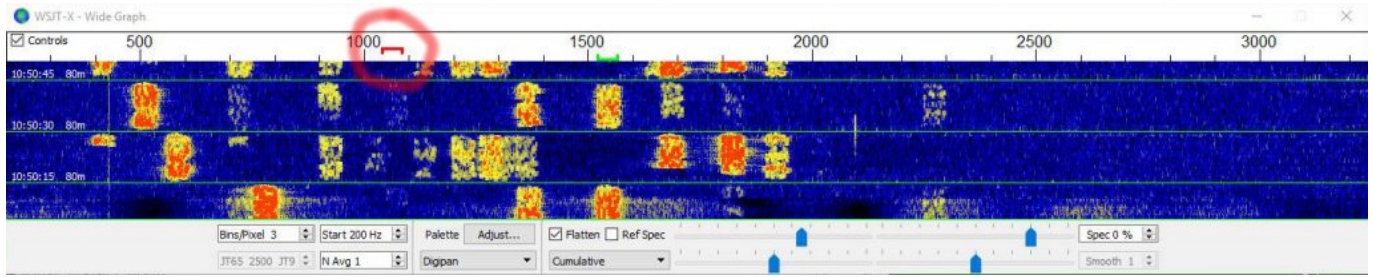 WSJT-X - Wide Graph
Controls 500 1000 1500 2000 2500 3000
10:50:45 80m
10:50:30 80m
10:50:15 80m
Bins/Pixel 3 Start 200 Hz Palette Adjust... Flatten Ref Spec Spec 0 %
JT65 2500 JT9 N Avg 1 Digipan Cumulative Smooth 1